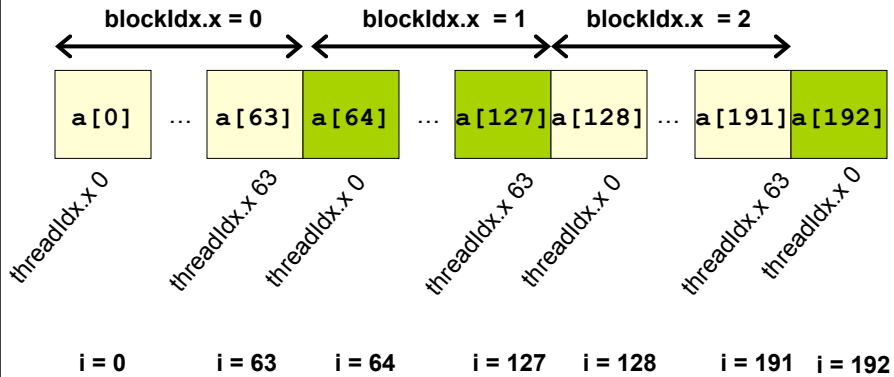 blockIdx.x = 0 blockIdx.x = 1 blockIdx.x = 2
a[0] ... a[63] a[64] ... a[127] a[128] ... a[191] a[192]
threadIdx.x 0 threadIdx.x 63 threadIdx.x 0 threadIdx.x 63 threadIdx.x 0 threadIdx.x 63 threadIdx.x 0
i = 0 i = 63 i = 64 i = 127 i = 128 i = 191 i = 192